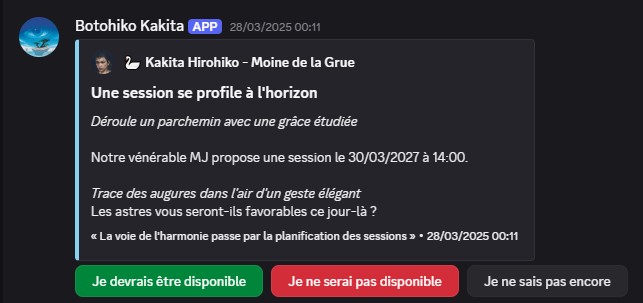 Botohiko Kakita APP 28/03/2025 00:11
🦢 Kakita Hirohiko - Moine de la Grue
Une session se profile à l'horizon
Déroule un parchemin avec une grâce étudiée
Notre vénérable MJ propose une session le 30/03/2027 à 14:00.
Trace des augures dans l'air d'un geste élégant
Les astres vous seront-ils favorables ce jour-là ?
« La voie de l'harmonie passe par la planification des sessions » • 28/03/2025 00:11
Je devrais être disponible Je ne serai pas disponible Je ne sais pas encore